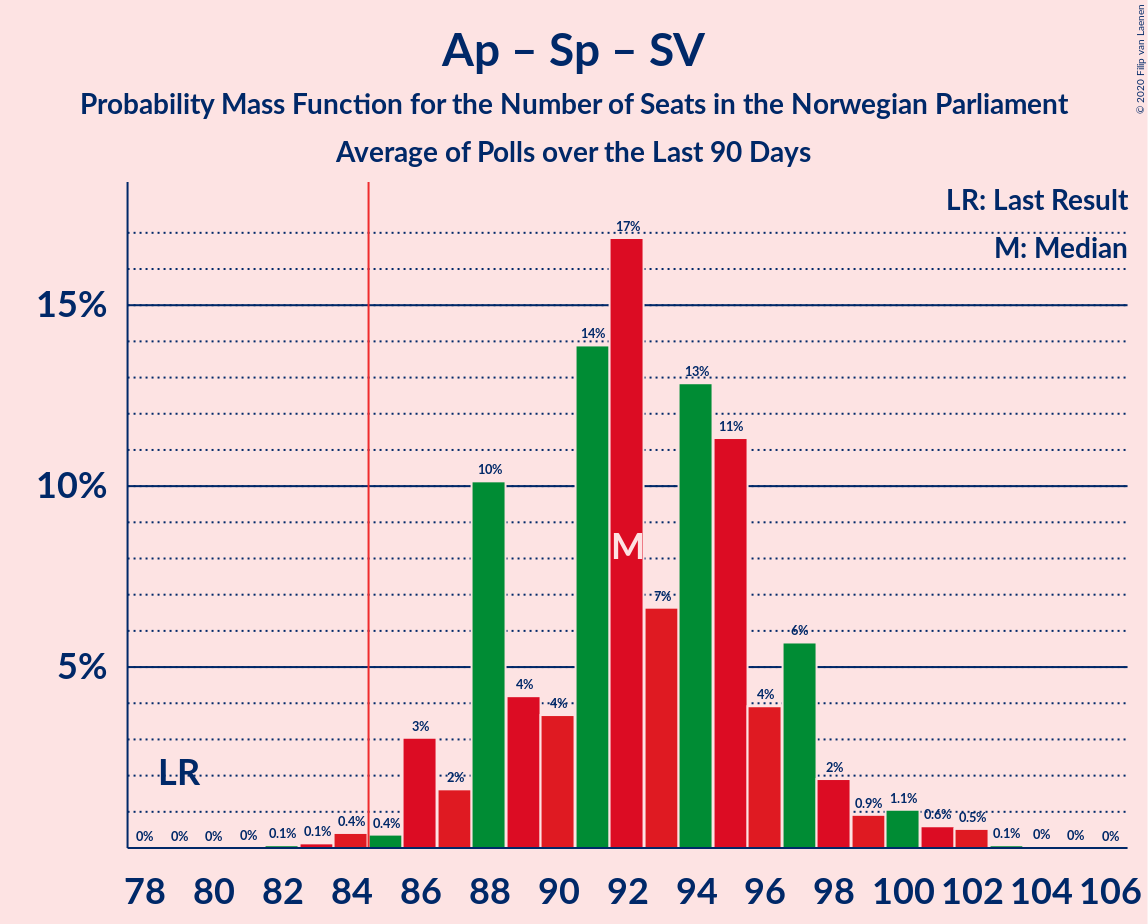 Ap – Sp – SV
Probability Mass Function for the Number of Seats in the Norwegian Parliament
Average of Polls over the Last 90 Days
© 2020 Filip van Laenen
LR: Last Result
M: Median
15%
10%
5%
LR
M
0% 0% 0% 0% 0.1% 0.1% 0.4% 0.4% 3% 2% 10% 4% 4% 14% 17% 7% 13% 11% 4% 6% 2% 0.9% 1.1% 0.6% 0.5% 0.1% 0% 0% 0%
78 80 82 84 86 88 90 92 94 96 98 100 102 104 106